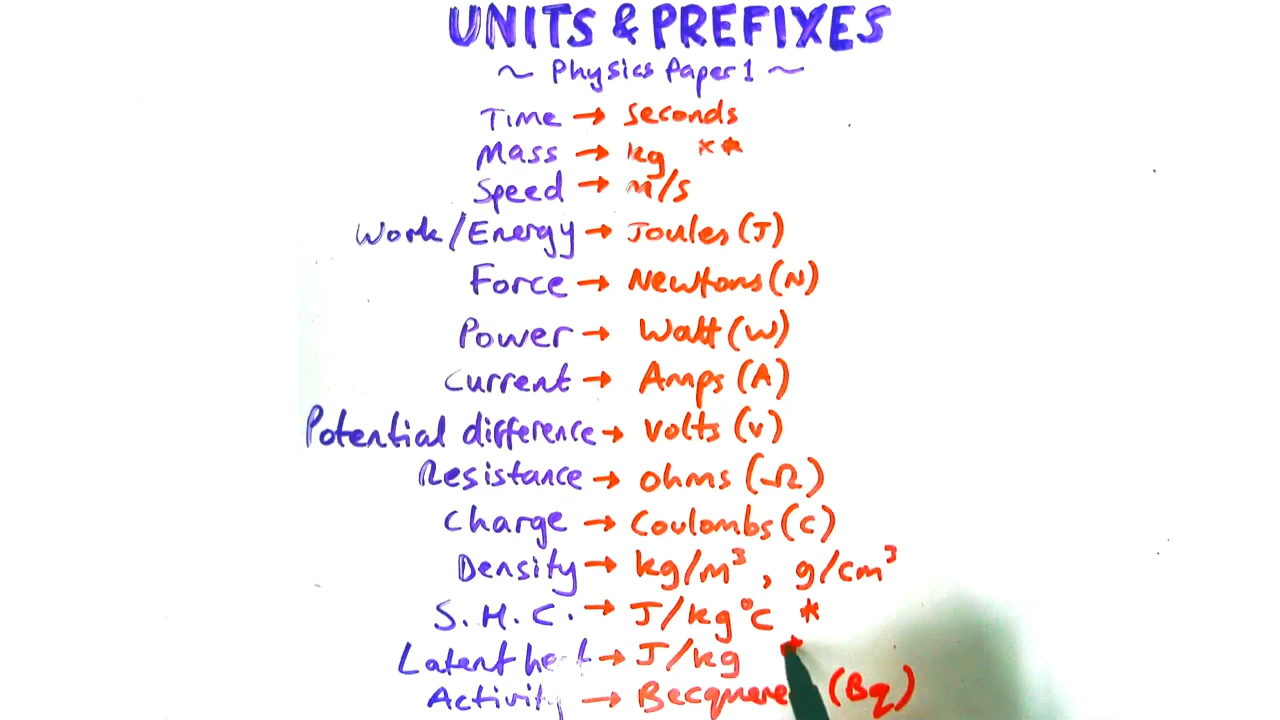 UNITS & PREFIXES
~ Physics Paper 1 ~
Time → Seconds
Mass → kg **
Speed → m/s
Work/Energy → Joules (J)
Force → Newtons (N)
Power → Watt (W)
Current → Amps (A)
Potential difference → Volts (v)
Resistance → ohms (Ω)
Charge → Coulombs (C)
Density → kg/m³, g/cm³
S.H.C. → J/kg°C *
Latent → J/kg
Activity → (Bq)